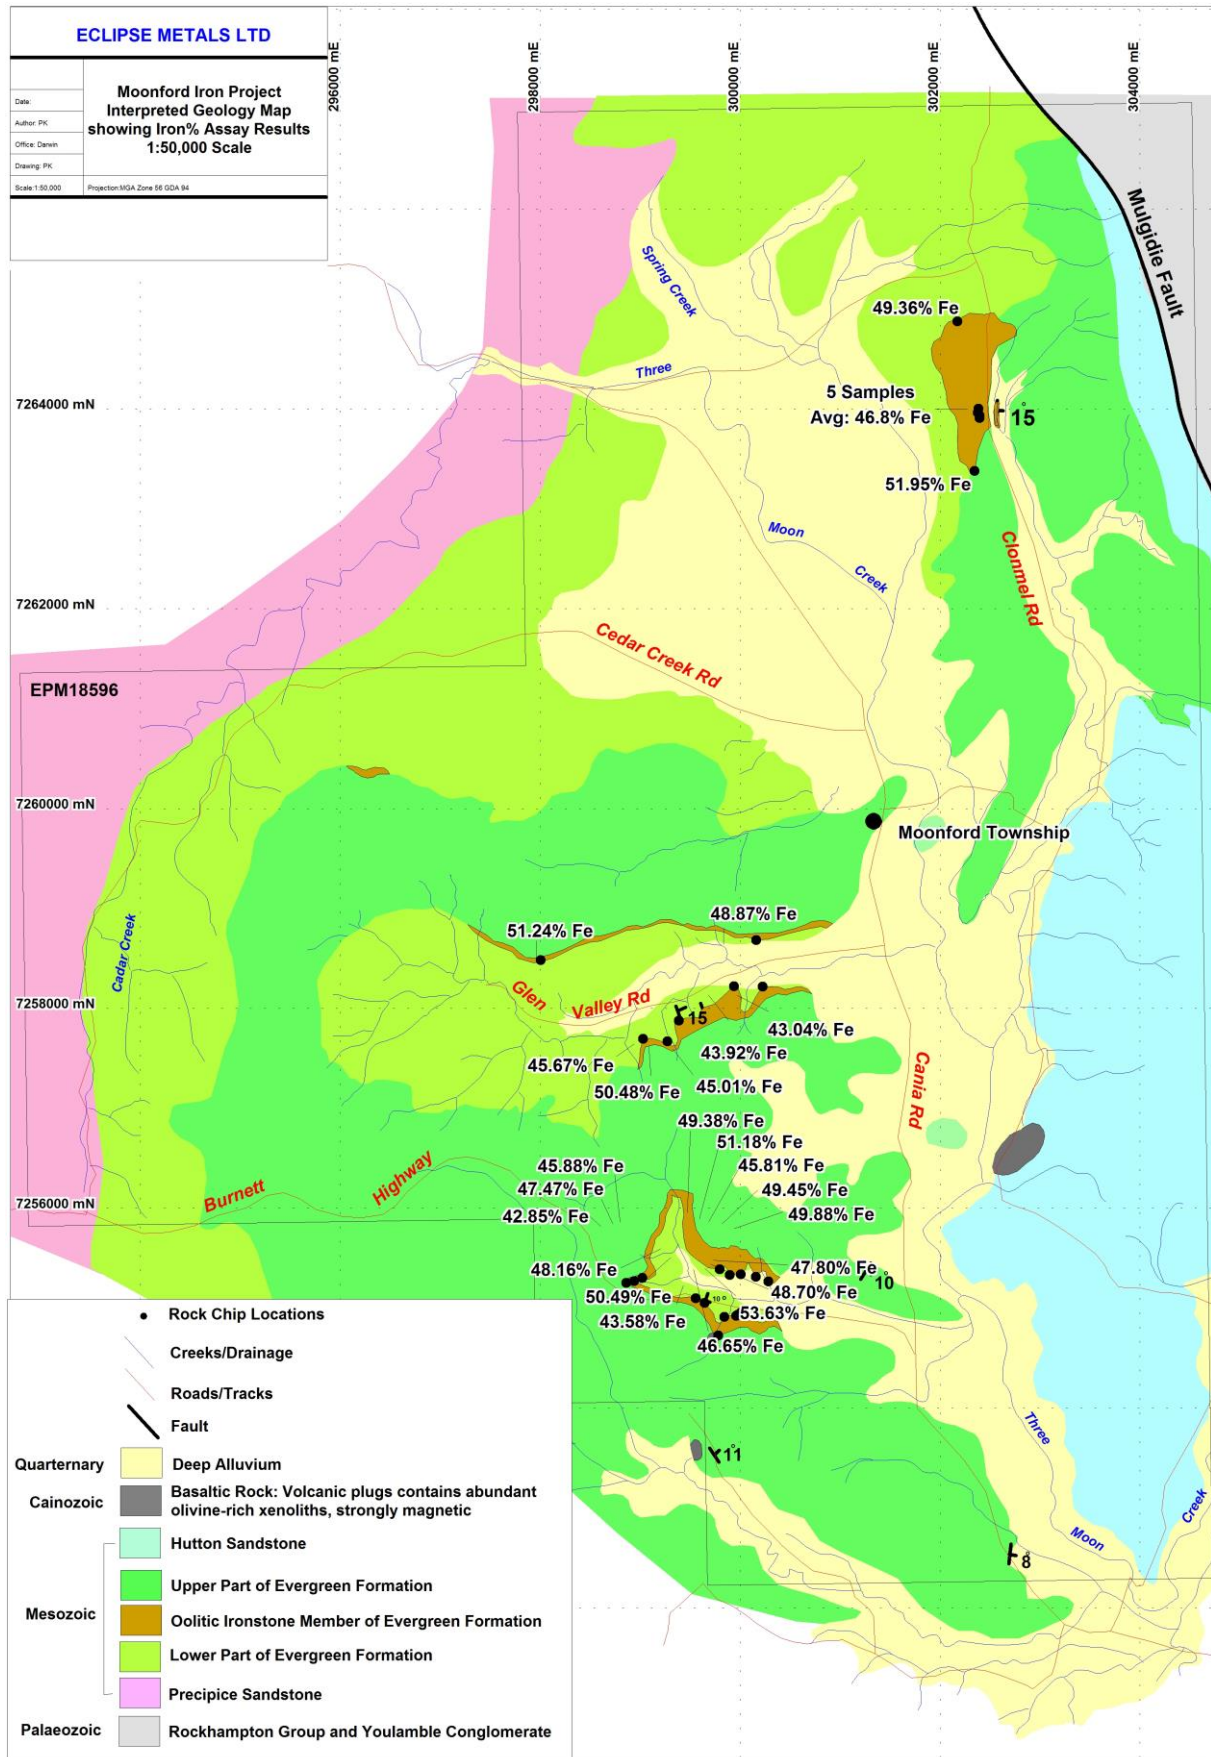 ECLIPSE METALS LTD
Date:
Author: PK
Office: Darwin
Drawing: PK
Scale:1:50,000
Moonford Iron Project
Interpreted Geology Map
showing Iron% Assay Results
1:50,000 Scale
Projection:MGA Zone 56 GDA 94
296000 mE
298000 mE
300000 mE
302000 mE
304000 mE
Mulgidie Fault
Spring Creek
49.36% Fe
Three
5 Samples
Avg: 46.8% Fe
7264000 mN
15°
51.95% Fe
Moon
Creek
Clonmel Rd
7262000 mN
Cedar Creek Rd
EPM18596
7260000 mN
Moonford Township
Cadar Creek
51.24% Fe
48.87% Fe
Glen
Valley Rd
7258000 mN
15
43.04% Fe
43.92% Fe
45.67% Fe
50.48% Fe
45.01% Fe
Cania Rd
49.38% Fe
51.18% Fe
45.88% Fe
45.81% Fe
47.47% Fe
49.45% Fe
42.85% Fe
49.88% Fe
Burnett
Highway
7256000 mN
48.16% Fe
47.80% Fe
10°
50.49% Fe
10°
48.70% Fe
43.58% Fe
53.63% Fe
46.65% Fe
11°
Three
Moon
Creek
8°
Rock Chip Locations
Creeks/Drainage
Roads/Tracks
Fault
Quarternary
Deep Alluvium
Cainozoic
Basaltic Rock: Volcanic plugs contains abundant
olivine-rich xenoliths, strongly magnetic
Hutton Sandstone
Mesozoic
Upper Part of Evergreen Formation
Oolitic Ironstone Member of Evergreen Formation
Lower Part of Evergreen Formation
Precipice Sandstone
Palaeozoic
Rockhampton Group and Youlamble Conglomerate